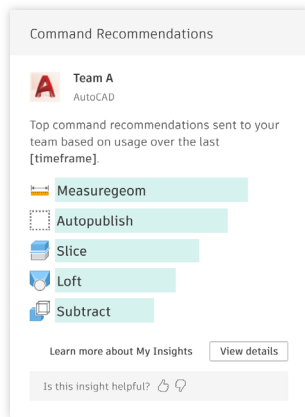 Command Recommendations
Team A
AutoCAD
Top command recommendations sent to your
team based on usage over the last
[timeframe].
Measuregeom
Autopublish
Slice
Loft
Subtract
Learn more about My Insights View details
Is this insight helpful?